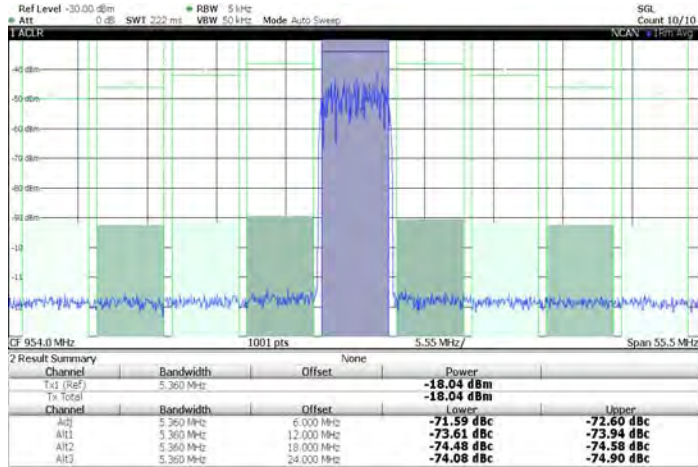 Ref Level -30.00 dBm RBW 5 kHz SGL
Att 0 dB SWT 222 ms VBW 50 kHz Mode Auto Sweep Count 10/10
1 ACLR NCAN 1Rm Avg
-40 dBm
-50 dBm
-60 dBm
-70 dBm
-80 dBm
-90 dBm
-10
-11
CF 954.0 MHz 1001 pts 5.55 MHz/ Span 55.5 MHz
2 Result Summary None
Channel Bandwidth Offset Power
Tx1 (Ref) 5.360 MHz -18.04 dBm
Tx Total -18.04 dBm
Channel Bandwidth Offset Lower Upper
Adj 5.360 MHz 6.000 MHz -71.59 dBc -72.60 dBc
Alt1 5.360 MHz 12.000 MHz -73.61 dBc -73.94 dBc
Alt2 5.360 MHz 18.000 MHz -74.48 dBc -74.58 dBc
Alt3 5.360 MHz 24.000 MHz -74.08 dBc -74.90 dBc